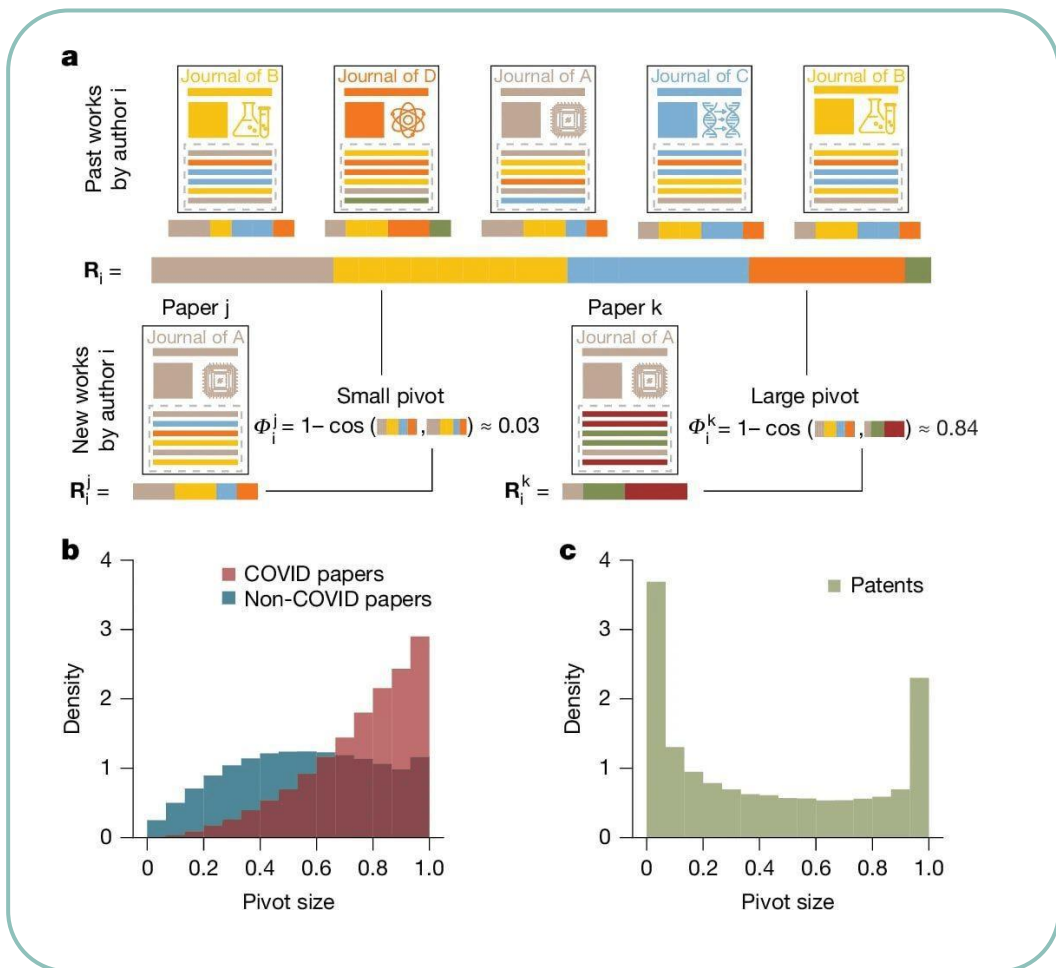 a
Past works
by author i
Journal of B
Journal of D
Journal of A
Journal of C
Journal of B
Rᵢ =
Paper j
Paper k
New works
by author i
Journal of A
Journal of A
Small pivot
Φᵢʲ = 1– cos ( , ) ≈ 0.03
Large pivot
Φᵢᵏ = 1– cos ( , ) ≈ 0.84
Rᵢʲ =
Rᵢᵏ =
b
COVID papers
Non-COVID papers
Density
4
3
2
1
0
0 0.2 0.4 0.6 0.8 1.0
Pivot size
c
Patents
Density
4
3
2
1
0
0 0.2 0.4 0.6 0.8 1.0
Pivot size